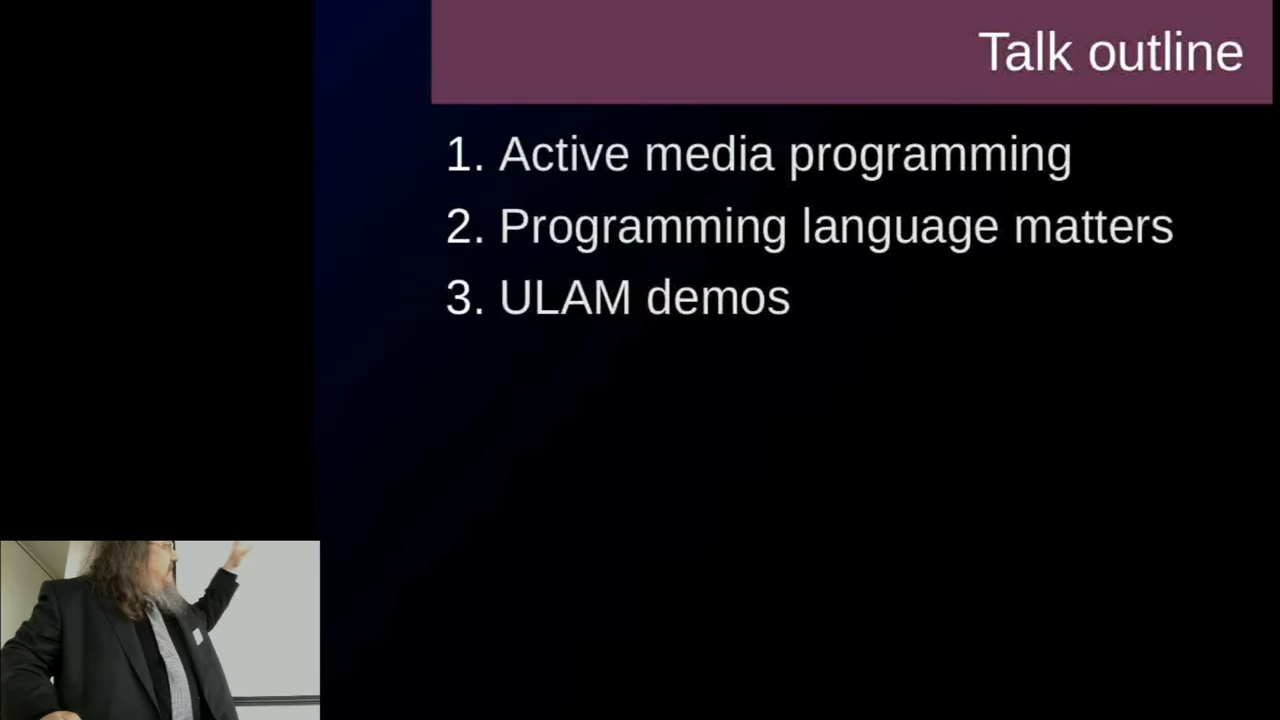 Talk outline
1. Active media programming
2. Programming language matters
3. ULAM demos